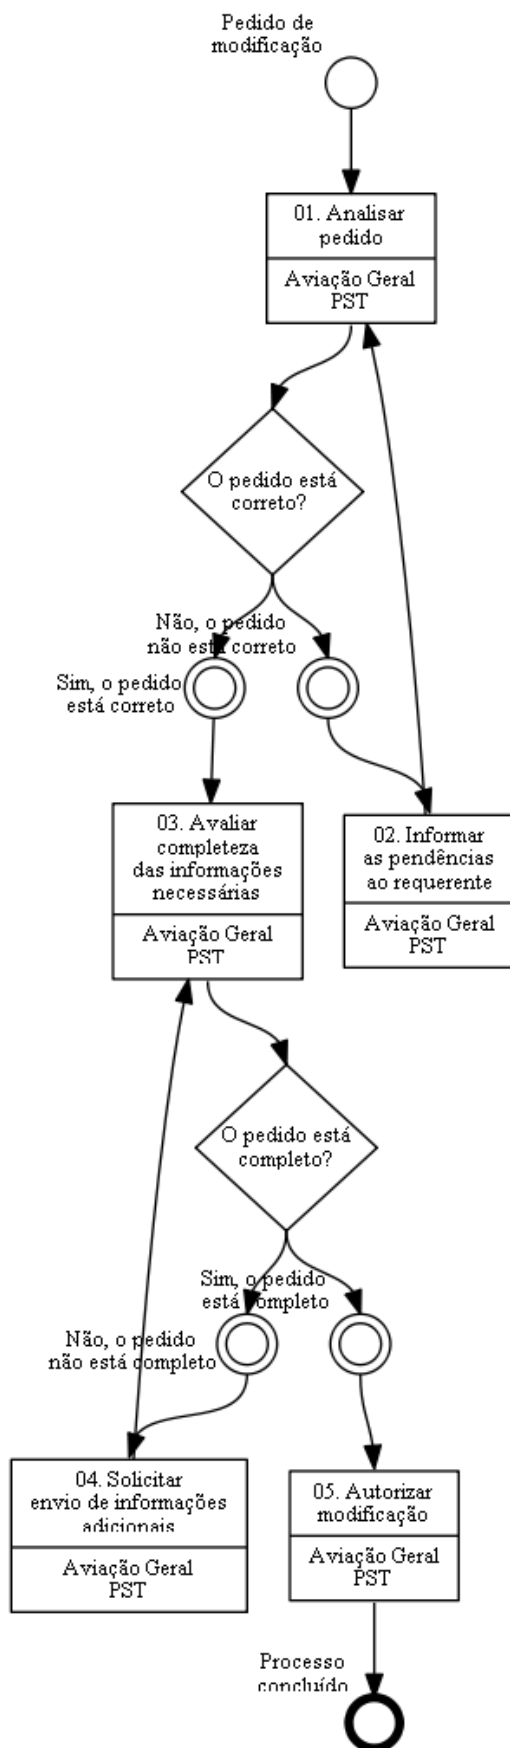 Pedido de
modificação
01. Analisar
pedido
Aviação Geral
PST
O pedido está
correto?
Não, o pedido
não está correto
Sim, o pedido
está correto
03. Avaliar
completeza
das informações
necessárias
Aviação Geral
PST
02. Informar
as pendências
ao requerente
Aviação Geral
PST
O pedido está
completo?
Sim, o pedido
está completo
Não, o pedido
não está completo
04. Solicitar
envio de informações
adicionais
Aviação Geral
PST
05. Autorizar
modificação
Aviação Geral
PST
Processo
concluído